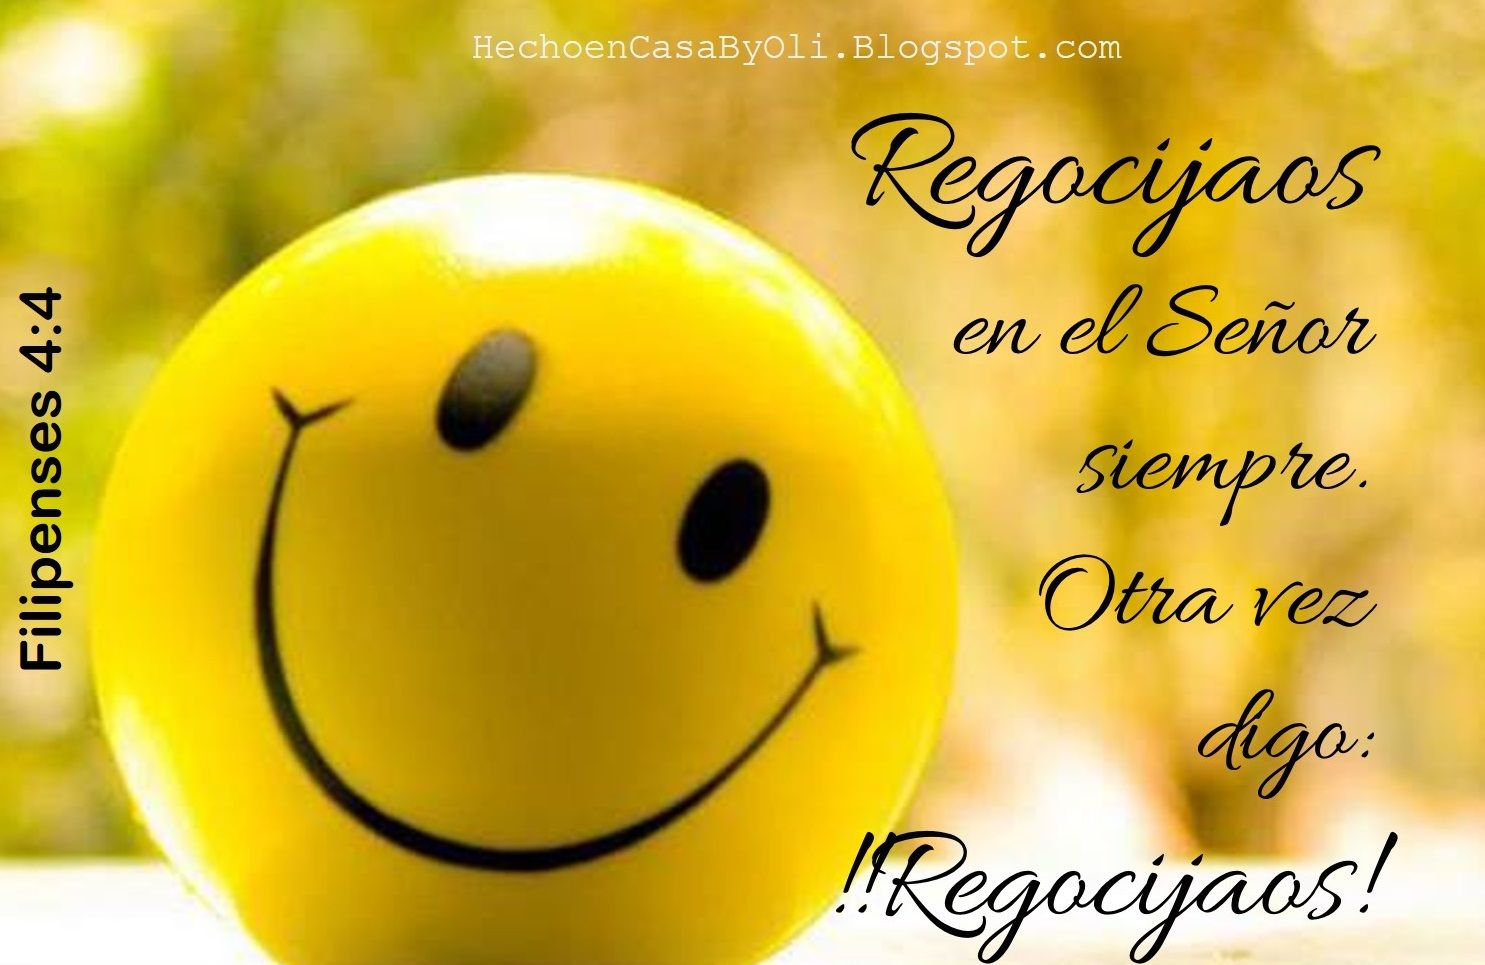 HechoenCasaByOli.Blogspot.com
Regocijaos
en el Señor
siempre.
Otra vez
digo:
!!Regocijaos!
Filipenses 4:4